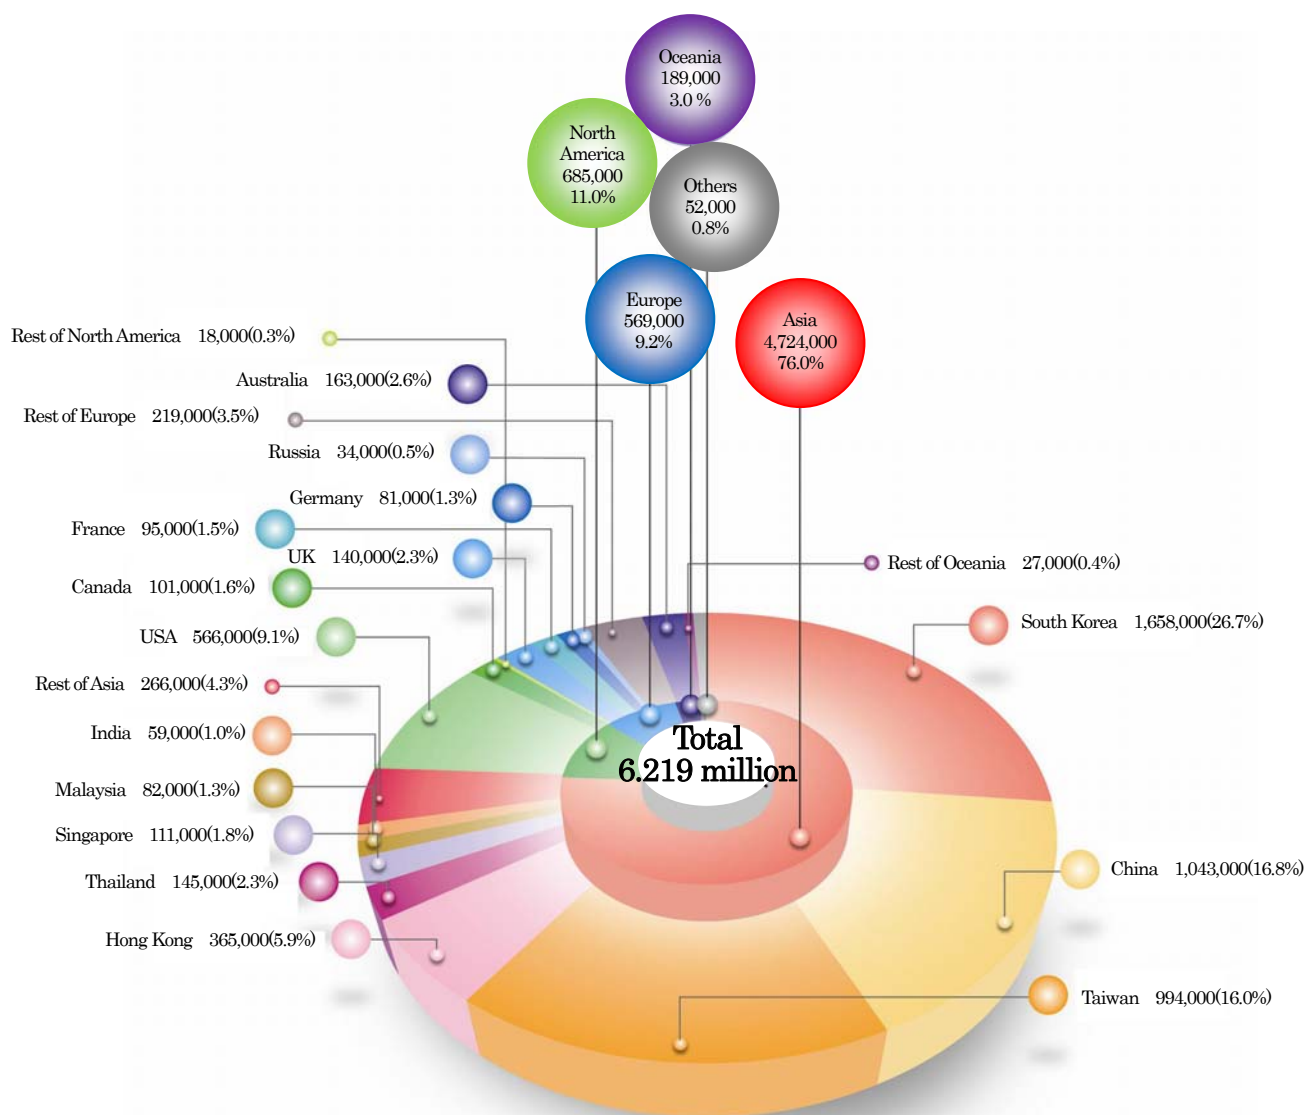 Oceania
189,000
3.0 %
North
America
685,000
11.0%
Others
52,000
0.8%
Europe
569,000
9.2%
Asia
4,724,000
76.0%
Rest of North America 18,000(0.3%)
Australia 163,000(2.6%)
Rest of Europe 219,000(3.5%)
Russia 34,000(0.5%)
Germany 81,000(1.3%)
France 95,000(1.5%)
UK 140,000(2.3%)
Canada 101,000(1.6%)
USA 566,000(9.1%)
Rest of Asia 266,000(4.3%)
India 59,000(1.0%)
Malaysia 82,000(1.3%)
Singapore 111,000(1.8%)
Thailand 145,000(2.3%)
Hong Kong 365,000(5.9%)
Rest of Oceania 27,000(0.4%)
South Korea 1,658,000(26.7%)
China 1,043,000(16.8%)
Taiwan 994,000(16.0%)
Total
6.219 million